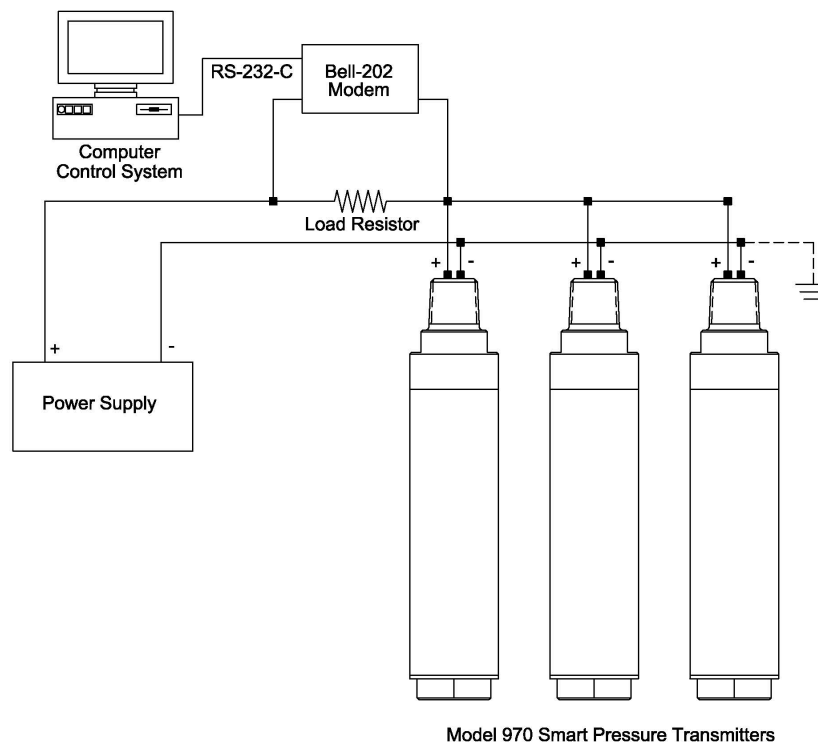 RS-232-C
Bell-202
Modem
Computer
Control System
Load Resistor
+ -
+ -
+ -
+ -
Power Supply
Model 970 Smart Pressure Transmitters